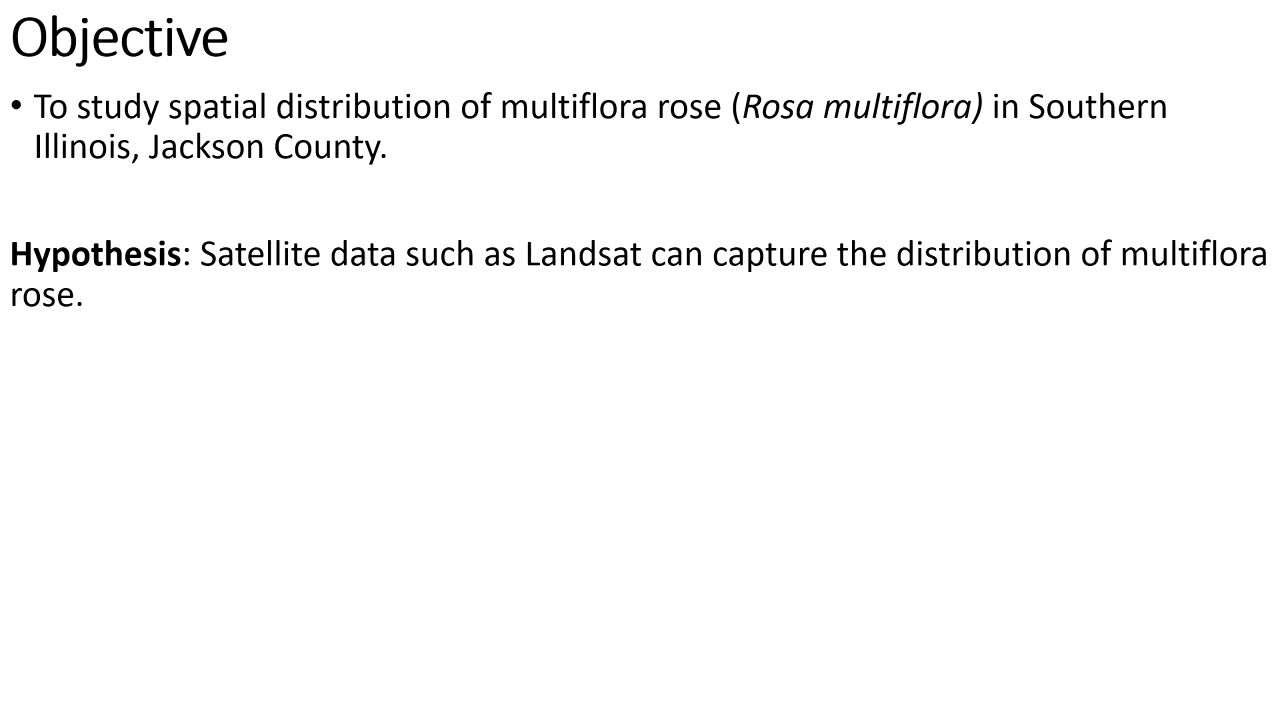 Objective
• To study spatial distribution of multiflora rose (Rosa multiflora) in Southern
Illinois, Jackson County.
Hypothesis: Satellite data such as Landsat can capture the distribution of multiflora
rose.